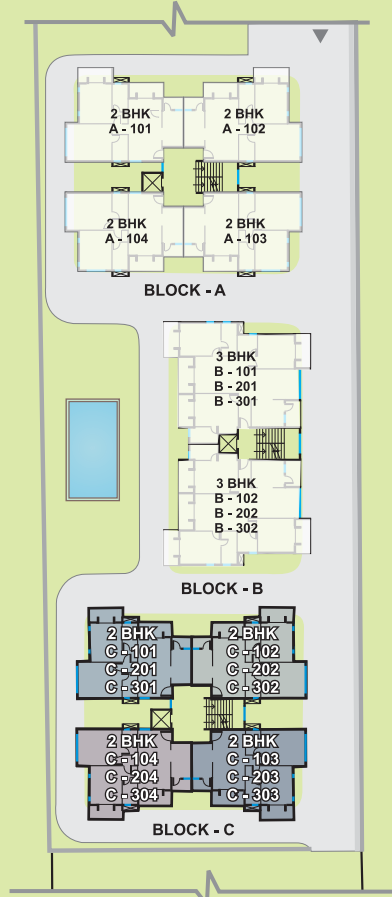 2 BHK
A - 101
2 BHK
A - 102
2 BHK
A - 104
2 BHK
A - 103
BLOCK - A
3 BHK
B - 101
B - 201
B - 301
3 BHK
B - 102
B - 202
B - 302
BLOCK - B
2 BHK
C - 101
C - 201
C - 301
2 BHK
C - 102
C - 202
C - 302
2 BHK
C - 104
C - 204
C - 304
2 BHK
C - 103
C - 203
C - 303
BLOCK - C